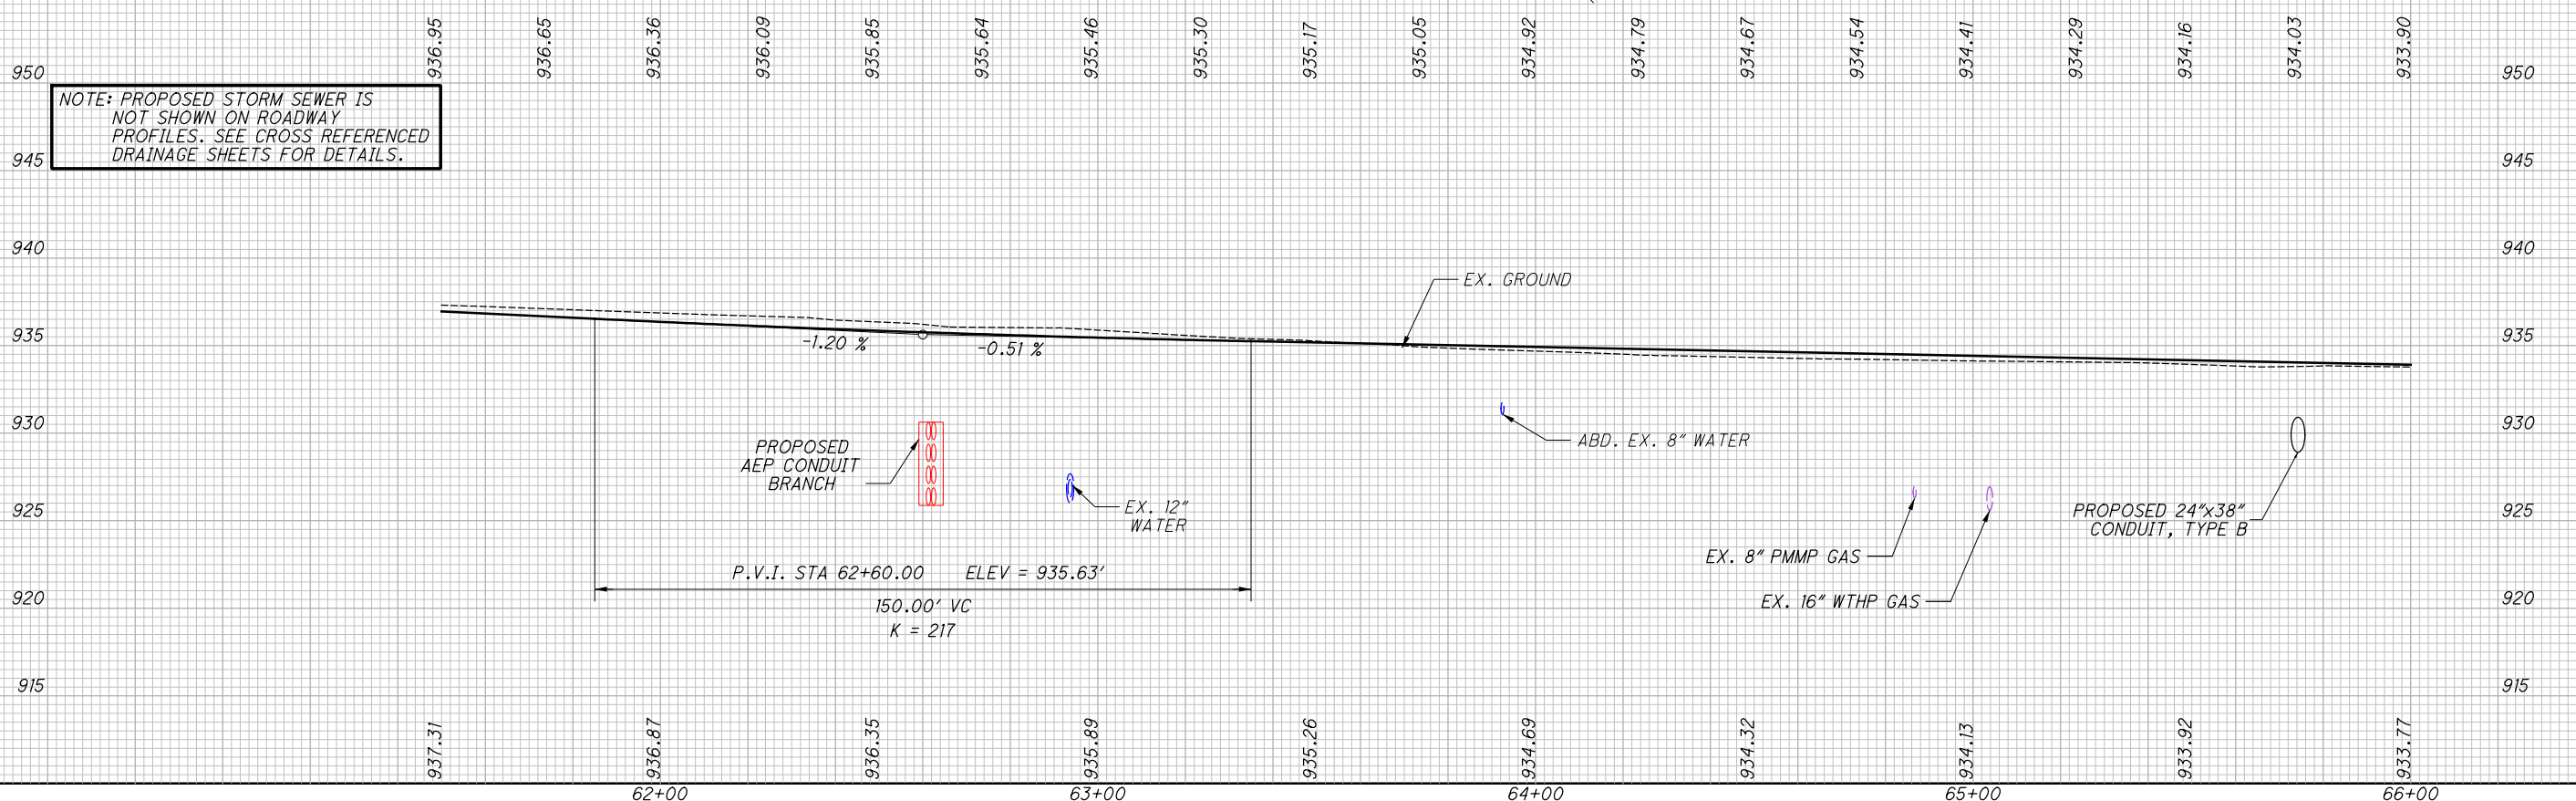 936.95 936.65 936.36 936.09 935.85 935.64 935.46 935.30 935.17 935.05 934.92 934.79 934.67 934.54 934.41 934.29 934.16 934.03 933.90
950 950
NOTE: PROPOSED STORM SEWER IS
NOT SHOWN ON ROADWAY
PROFILES. SEE CROSS REFERENCED
DRAINAGE SHEETS FOR DETAILS.
945 945
940 940
EX. GROUND
935 935
-1.20 %
-0.51 %
930 930
PROPOSED
AEP CONDUIT
BRANCH
ABD. EX. 8" WATER
925 925
EX. 12"
WATER
PROPOSED 24"x38"
CONDUIT, TYPE B
EX. 8" PMMP GAS
P.V.I. STA 62+60.00 ELEV = 935.63'
EX. 16" WTHP GAS
920 920
150.00' VC
K = 217
915 915
937.31 936.87 936.35 935.89 935.26 934.69 934.32 934.13 933.92 933.77
62+00 63+00 64+00 65+00 66+00